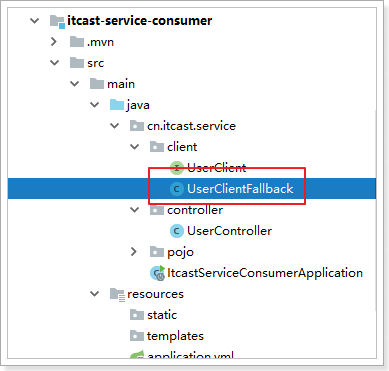 itcast-service-consumer
.mvn
src
main
java
cn.itcast.service
client
UserClient
UserClientFallback
controller
UserController
pojo
ItcastServiceConsumerApplication
resources
static
templates
application.yml